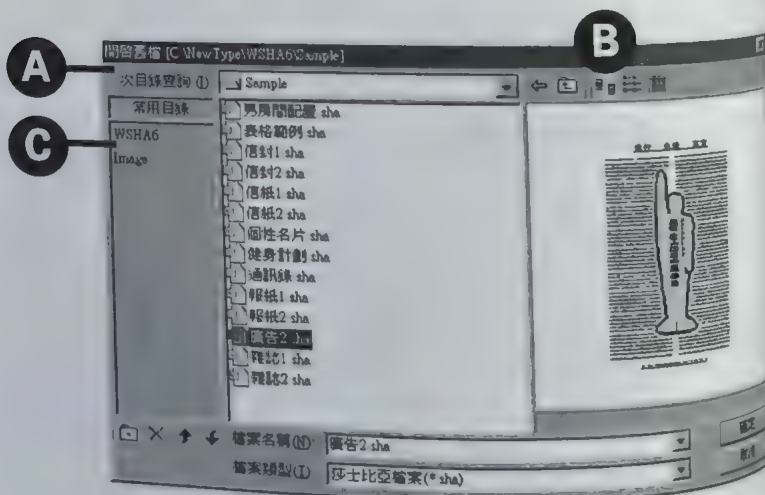 A
B
C
開啓舊檔 [C \NewType\WSHA6\Sample]
次目錄查詢(I)
Sample
常用目錄
WSHA6
Image
男房間配置 sha
表格範例 sha
信封1 sha
信封2 sha
信紙1 sha
信紙2 sha
個性名片 sha
健身計劃 sha
通訊錄 sha
報紙1 sha
報紙2 sha
廣告2 sha
雜誌1 sha
雜誌2 sha
檔案名稱(N):
廣告2 sha
檔案類型(T)
莎士比亞檔案(* sha)
確定
取消